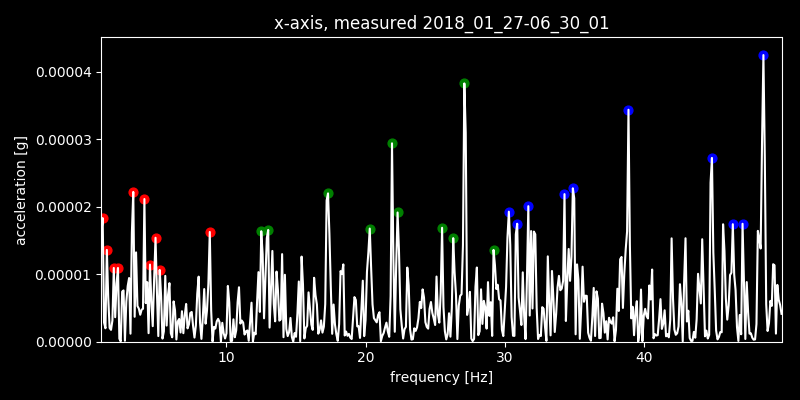 x-axis, measured 2018_01_27-06_30_01
0.00004
0.00003
0.00002
0.00001
0.00000
acceleration [g]
10 20 30 40
frequency [Hz]